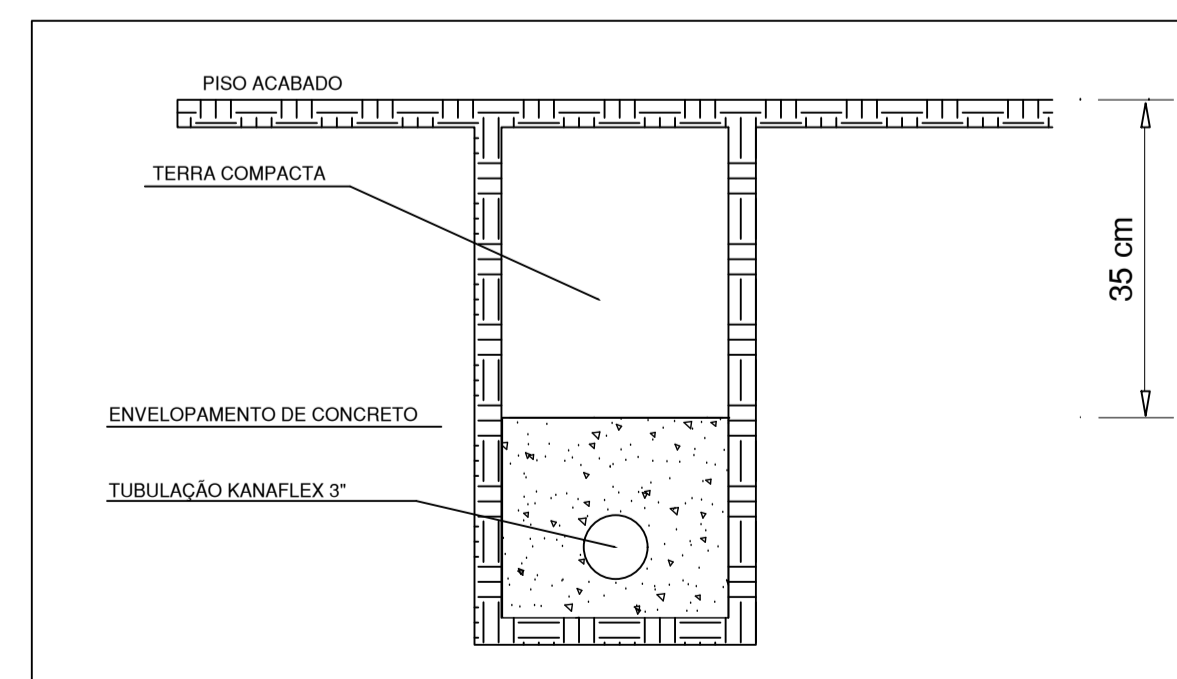 PISO ACABADO
TERRA COMPACTA
35 cm
ENVELOPAMENTO DE CONCRETO
TUBULAÇÃO KANAFLEX 3"